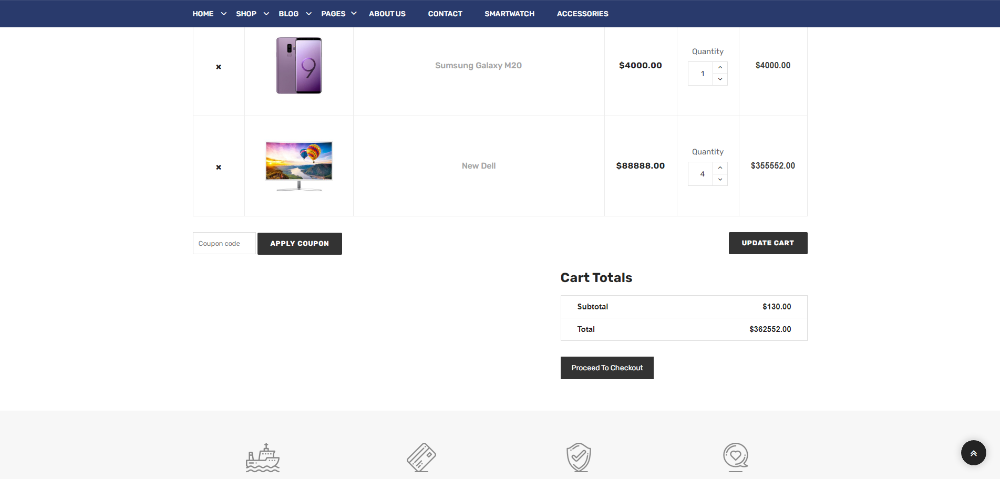 HOME SHOP BLOG PAGES ABOUT US CONTACT SMARTWATCH ACCESSORIES
Quantity
9 Sumsung Galaxy M20 $4000.00 1 $4000.00
Quantity
New Dell $88888.00 4 $355552.00
Coupon code APPLY COUPON UPDATE CART
Cart Totals
Subtotal $130.00
Total $362552.00
Proceed To Checkout